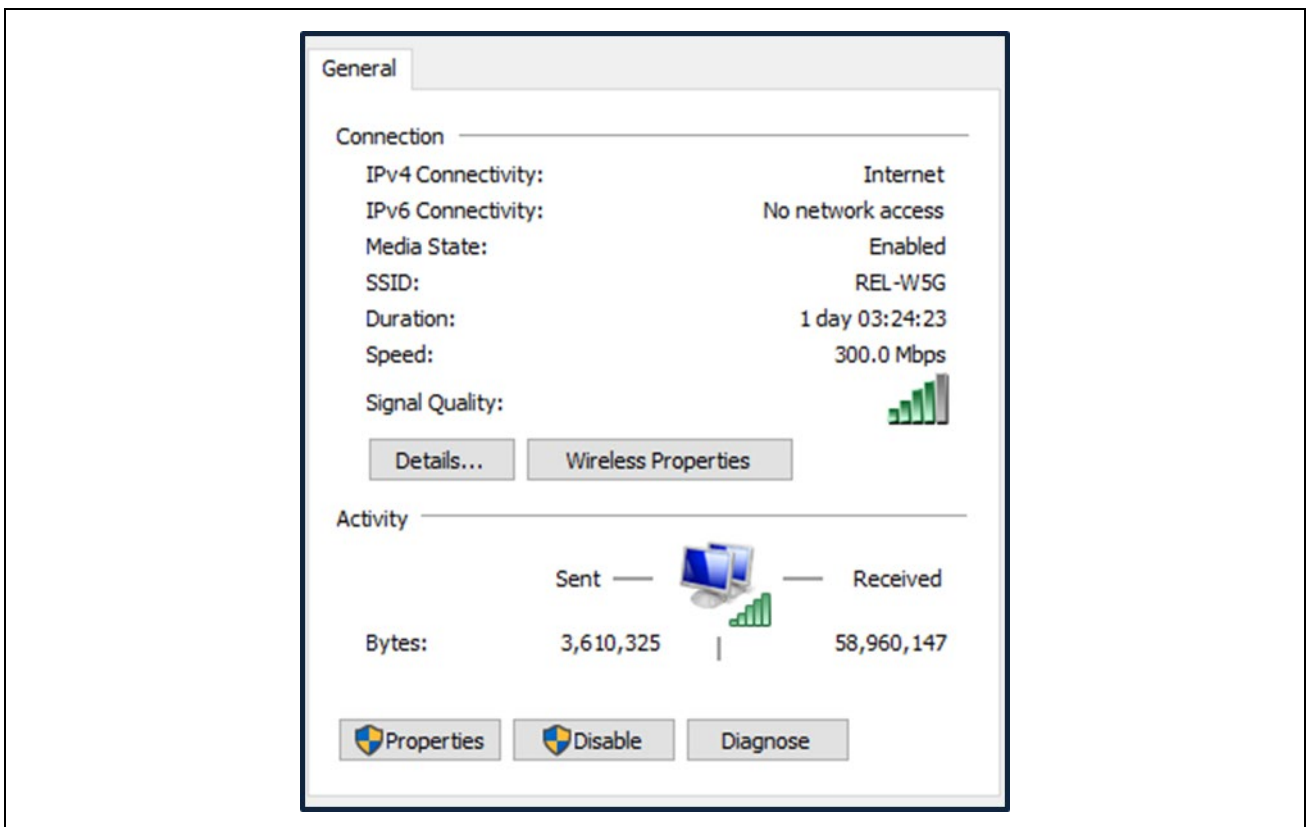 General
Connection
IPv4 Connectivity: Internet
IPv6 Connectivity: No network access
Media State: Enabled
SSID: REL-W5G
Duration: 1 day 03:24:23
Speed: 300.0 Mbps
Signal Quality:
Details... Wireless Properties
Activity
Sent Received
Bytes: 3,610,325 58,960,147
Properties Disable Diagnose